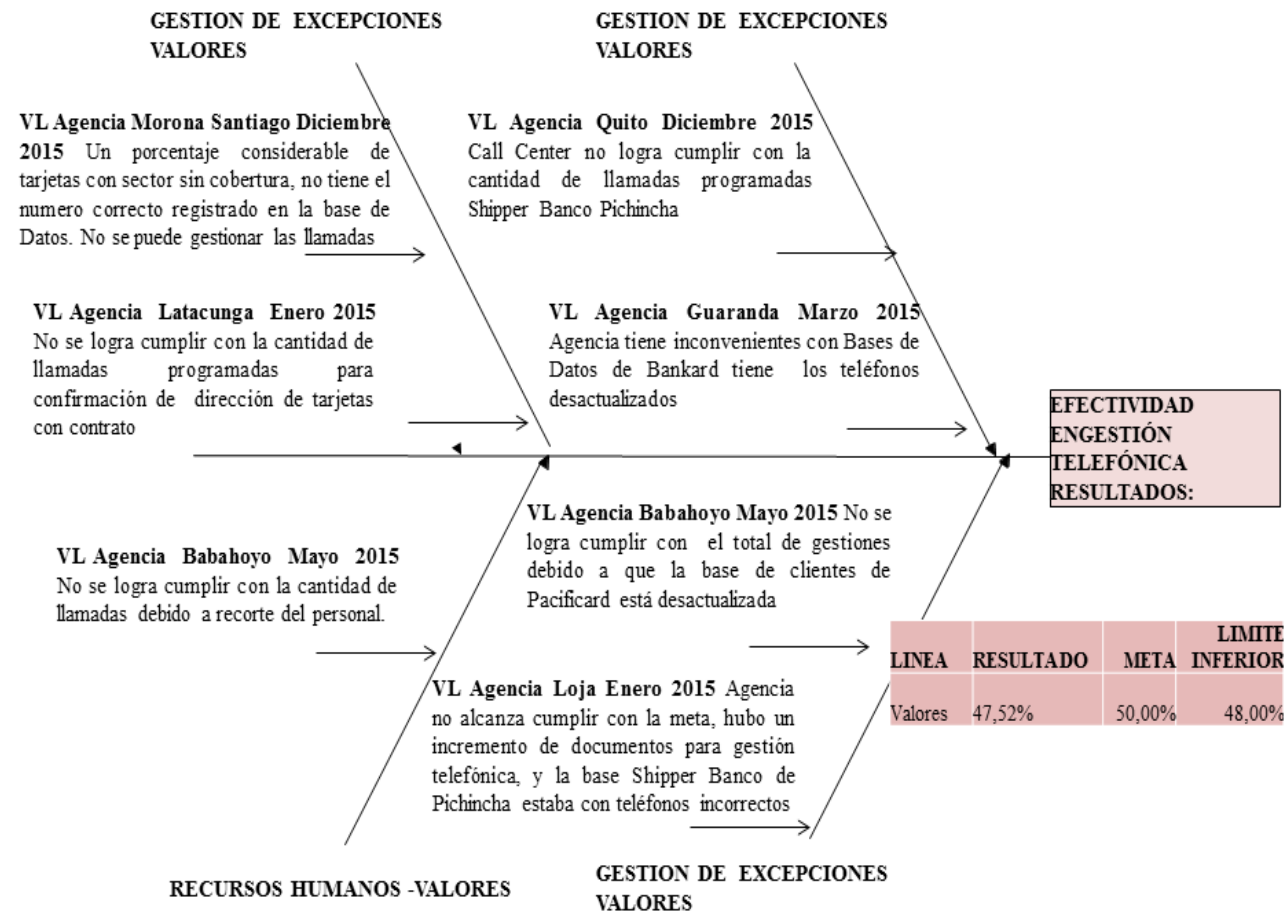 GESTION DE EXCEPCIONES
VALORES
GESTION DE EXCEPCIONES
VALORES
VL Agencia Morona Santiago Diciembre
2015 Un porcentaje considerable de
tarjetas con sector sin cobertura, no tiene el
numero correcto registrado en la base de
Datos. No se puede gestionar las llamadas
VL Agencia Quito Diciembre 2015
Call Center no logra cumplir con la
cantidad de llamadas programadas
Shipper Banco Pichincha
VL Agencia Latacunga Enero 2015
No se logra cumplir con la cantidad de
llamadas programadas para
confirmación de dirección de tarjetas
con contrato
VL Agencia Guaranda Marzo 2015
Agencia tiene inconvenientes con Bases de
Datos de Bankard tiene los teléfonos
desactualizados
EFECTIVIDAD
ENGESTIÓN
TELEFÓNICA
RESULTADOS:
VL Agencia Babahoyo Mayo 2015
No se logra cumplir con la cantidad de
llamadas debido a recorte del personal.
VL Agencia Babahoyo Mayo 2015 No se
logra cumplir con el total de gestiones
debido a que la base de clientes de
Pacificard está desactualizada
VL Agencia Loja Enero 2015 Agencia
no alcanza cumplir con la meta, hubo un
incremento de documentos para gestión
telefónica, y la base Shipper Banco de
Pichincha estaba con teléfonos incorrectos
LIMITE
LINEA RESULTADO META INFERIOR
Valores 47,52% 50,00% 48,00%
RECURSOS HUMANOS -VALORES
GESTION DE EXCEPCIONES
VALORES